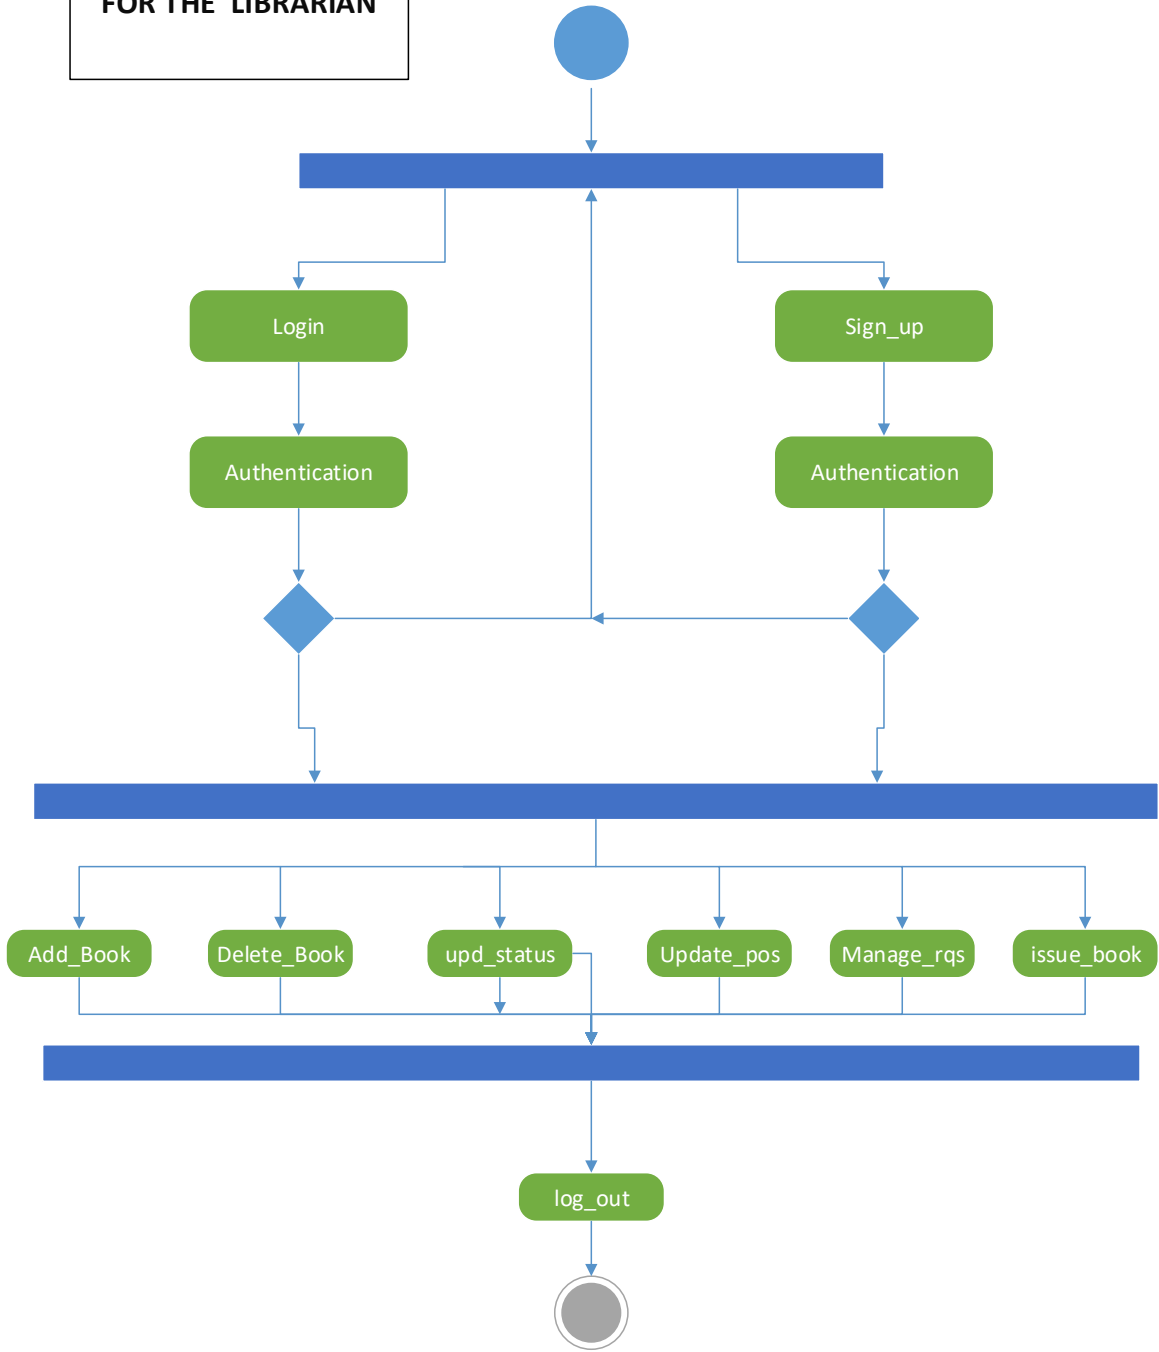 FOR THE LIBRARIAN
Login
Sign_up
Authentication
Authentication
Add_Book
Delete_Book
upd_status
Update_pos
Manage_rqs
issue_book
log_out